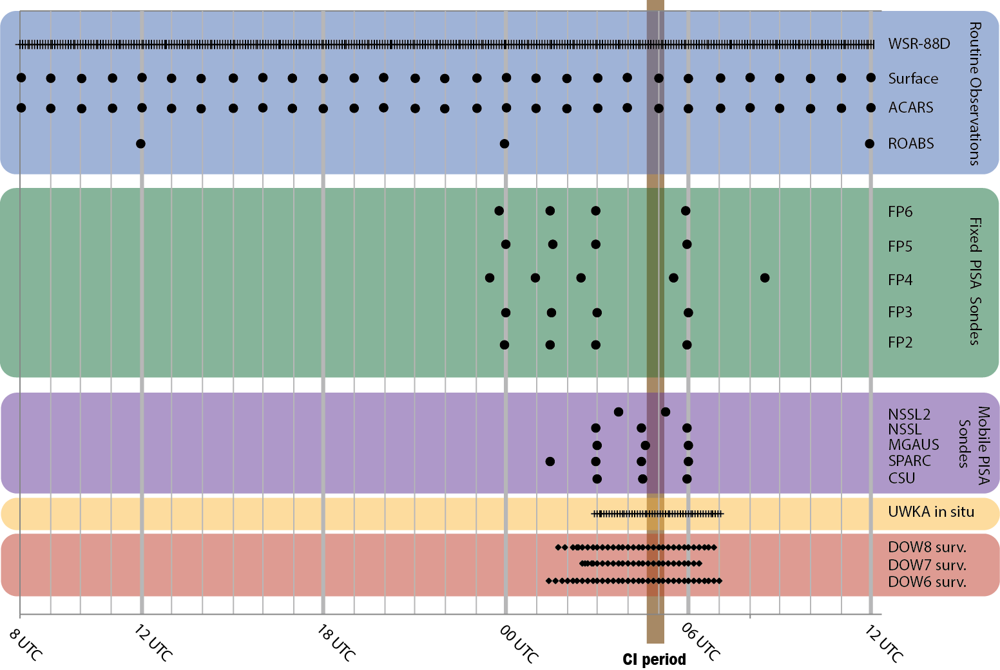 WSR-88D
Surface
ACARS
ROABS
Routine Observations
FP6
FP5
FP4
FP3
FP2
Fixed PISA Sondes
NSSL2
NSSL
MGAUS
SPARC
CSU
Mobile PISA
Sondes
UWKA in situ
DOW8 surv.
DOW7 surv.
DOW6 surv.
8 UTC
12 UTC
18 UTC
00 UTC
06 UTC
12 UTC
CI period